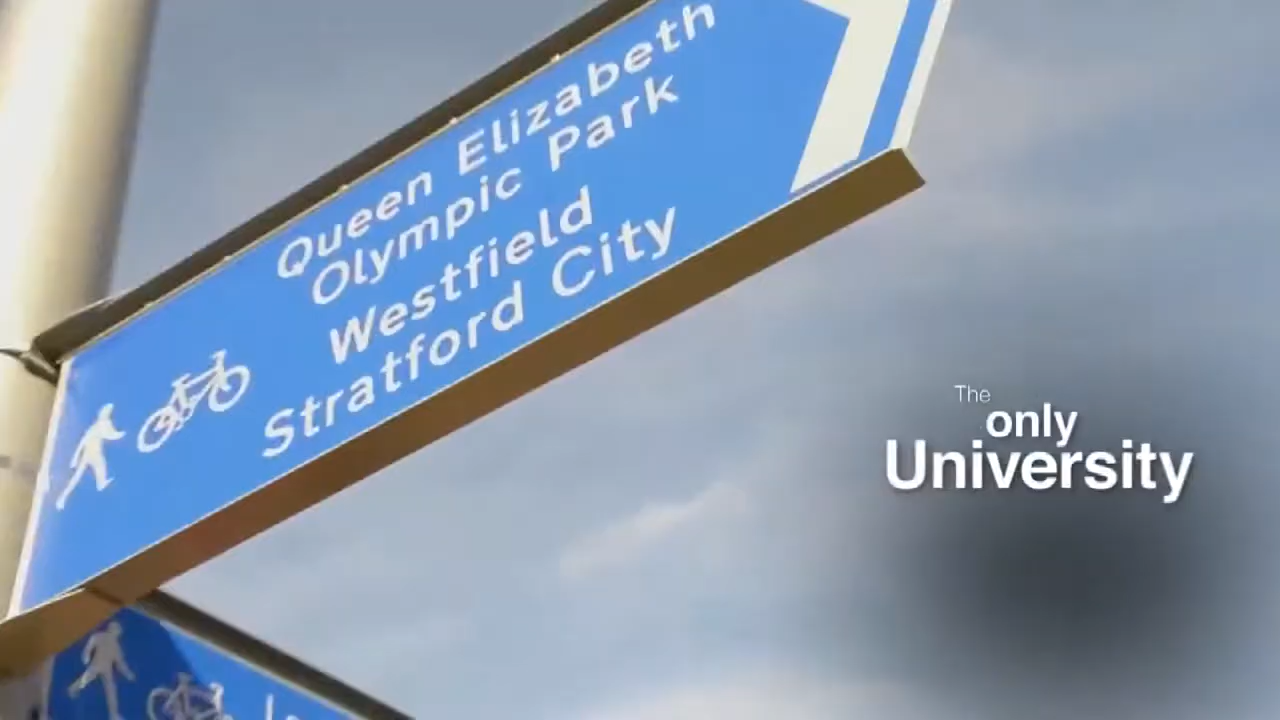 Queen Elizabeth
Olympic Park
Westfield
Stratford City
The
only
University